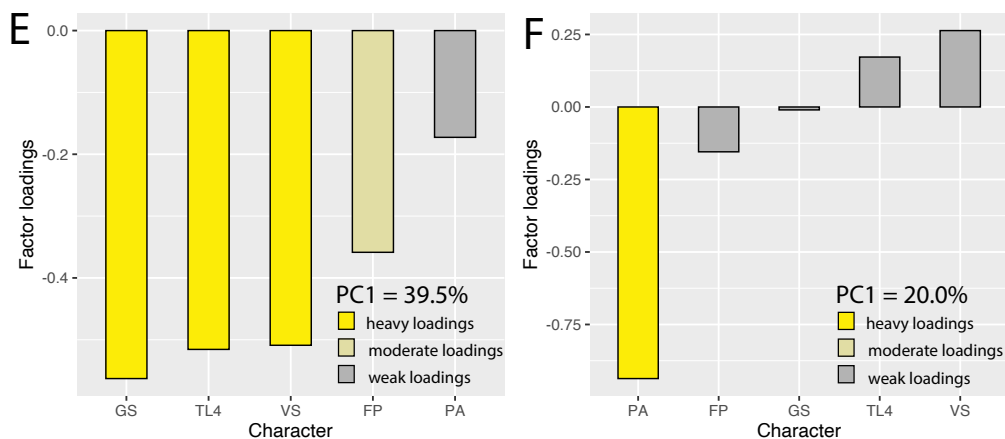 E
Factor loadings
0.0
-0.2
-0.4
PC1 = 39.5%
heavy loadings
moderate loadings
weak loadings
GS TL4 VS FP PA
Character
F
Factor loadings
0.25
0.00
-0.25
-0.50
-0.75
PC1 = 20.0%
heavy loadings
moderate loadings
weak loadings
PA FP GS TL4 VS
Character